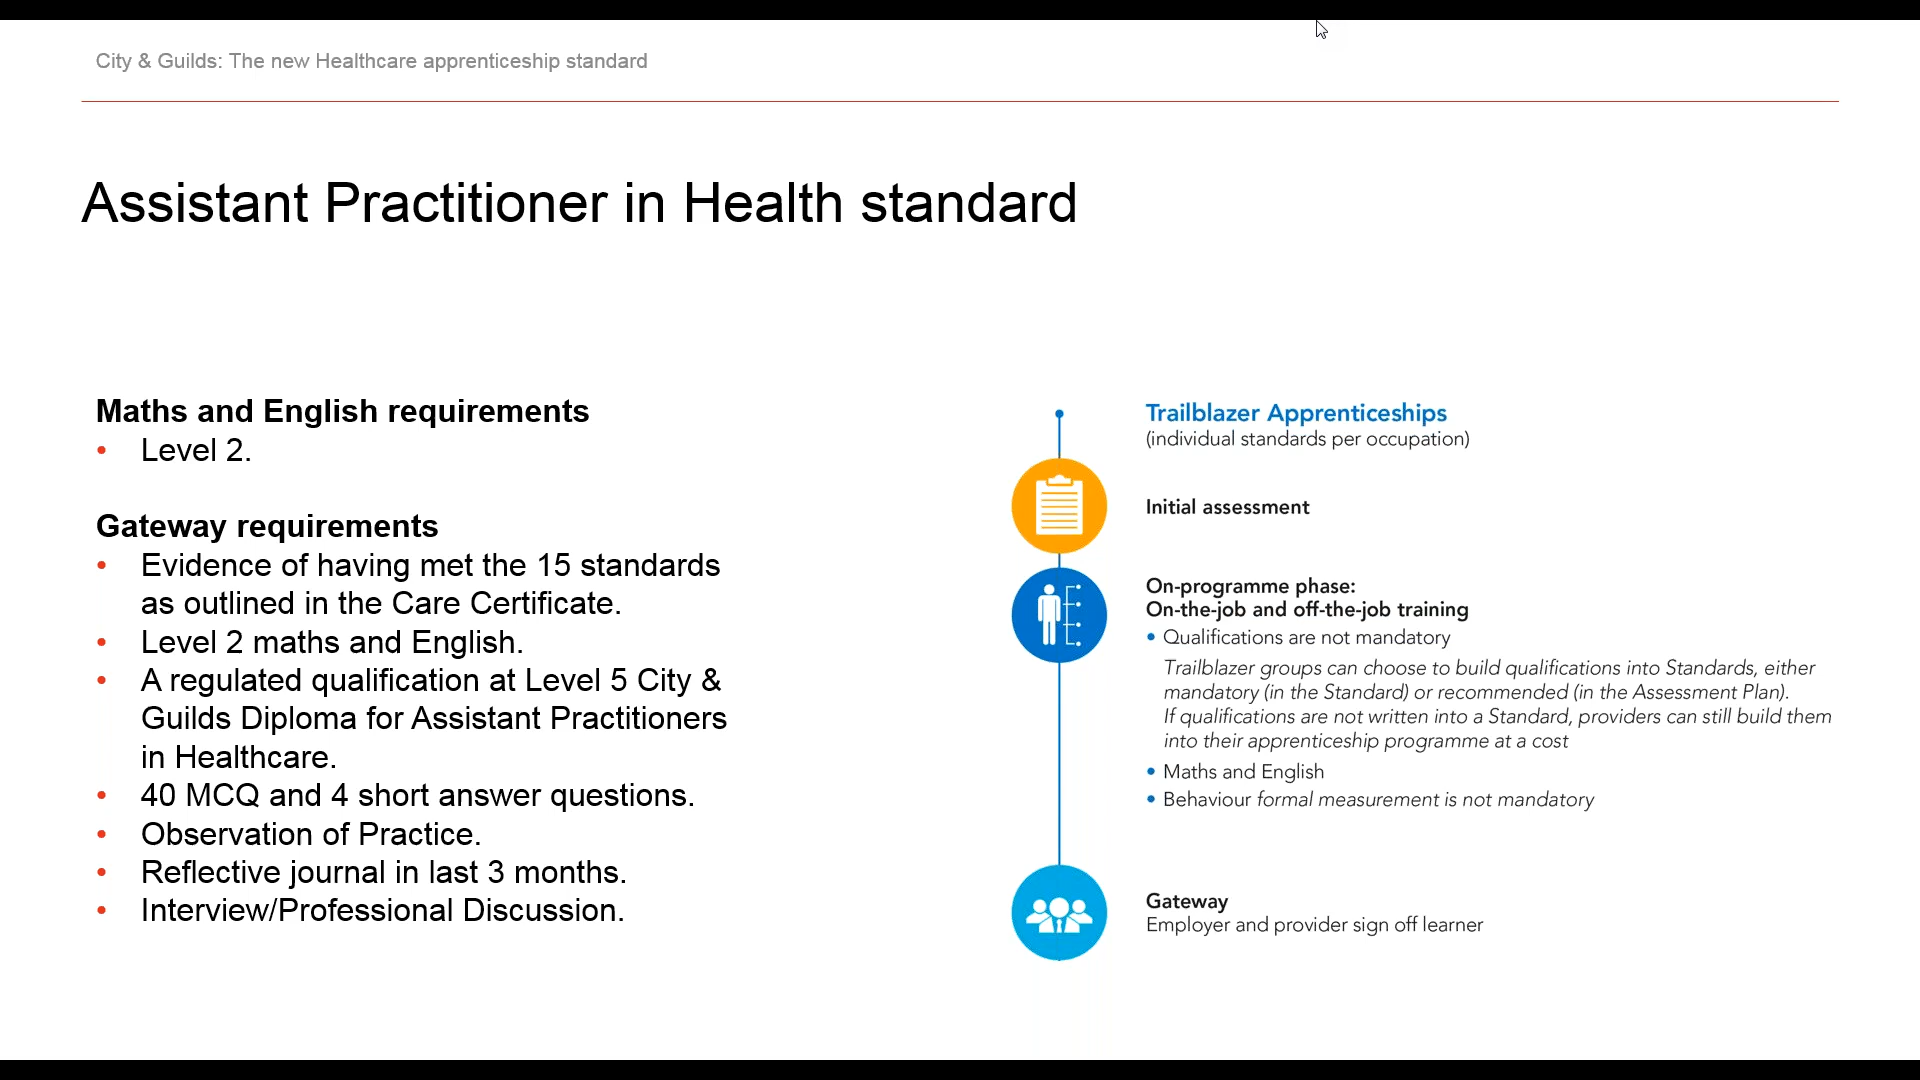 City & Guilds: The new Healthcare apprenticeship standard
Assistant Practitioner in Health standard
Maths and English requirements
• Level 2.
Gateway requirements
• Evidence of having met the 15 standards
as outlined in the Care Certificate.
• Level 2 maths and English.
• A regulated qualification at Level 5 City &
Guilds Diploma for Assistant Practitioners
in Healthcare.
• 40 MCQ and 4 short answer questions.
• Observation of Practice.
• Reflective journal in last 3 months.
• Interview/Professional Discussion.
Trailblazer Apprenticeships
(individual standards per occupation)
Initial assessment
On-programme phase:
On-the-job and off-the-job training
• Qualifications are not mandatory
Trailblazer groups can choose to build qualifications into Standards, either
mandatory (in the Standard) or recommended (in the Assessment Plan).
If qualifications are not written into a Standard, providers can still build them
into their apprenticeship programme at a cost
• Maths and English
• Behaviour formal measurement is not mandatory
Gateway
Employer and provider sign off learner